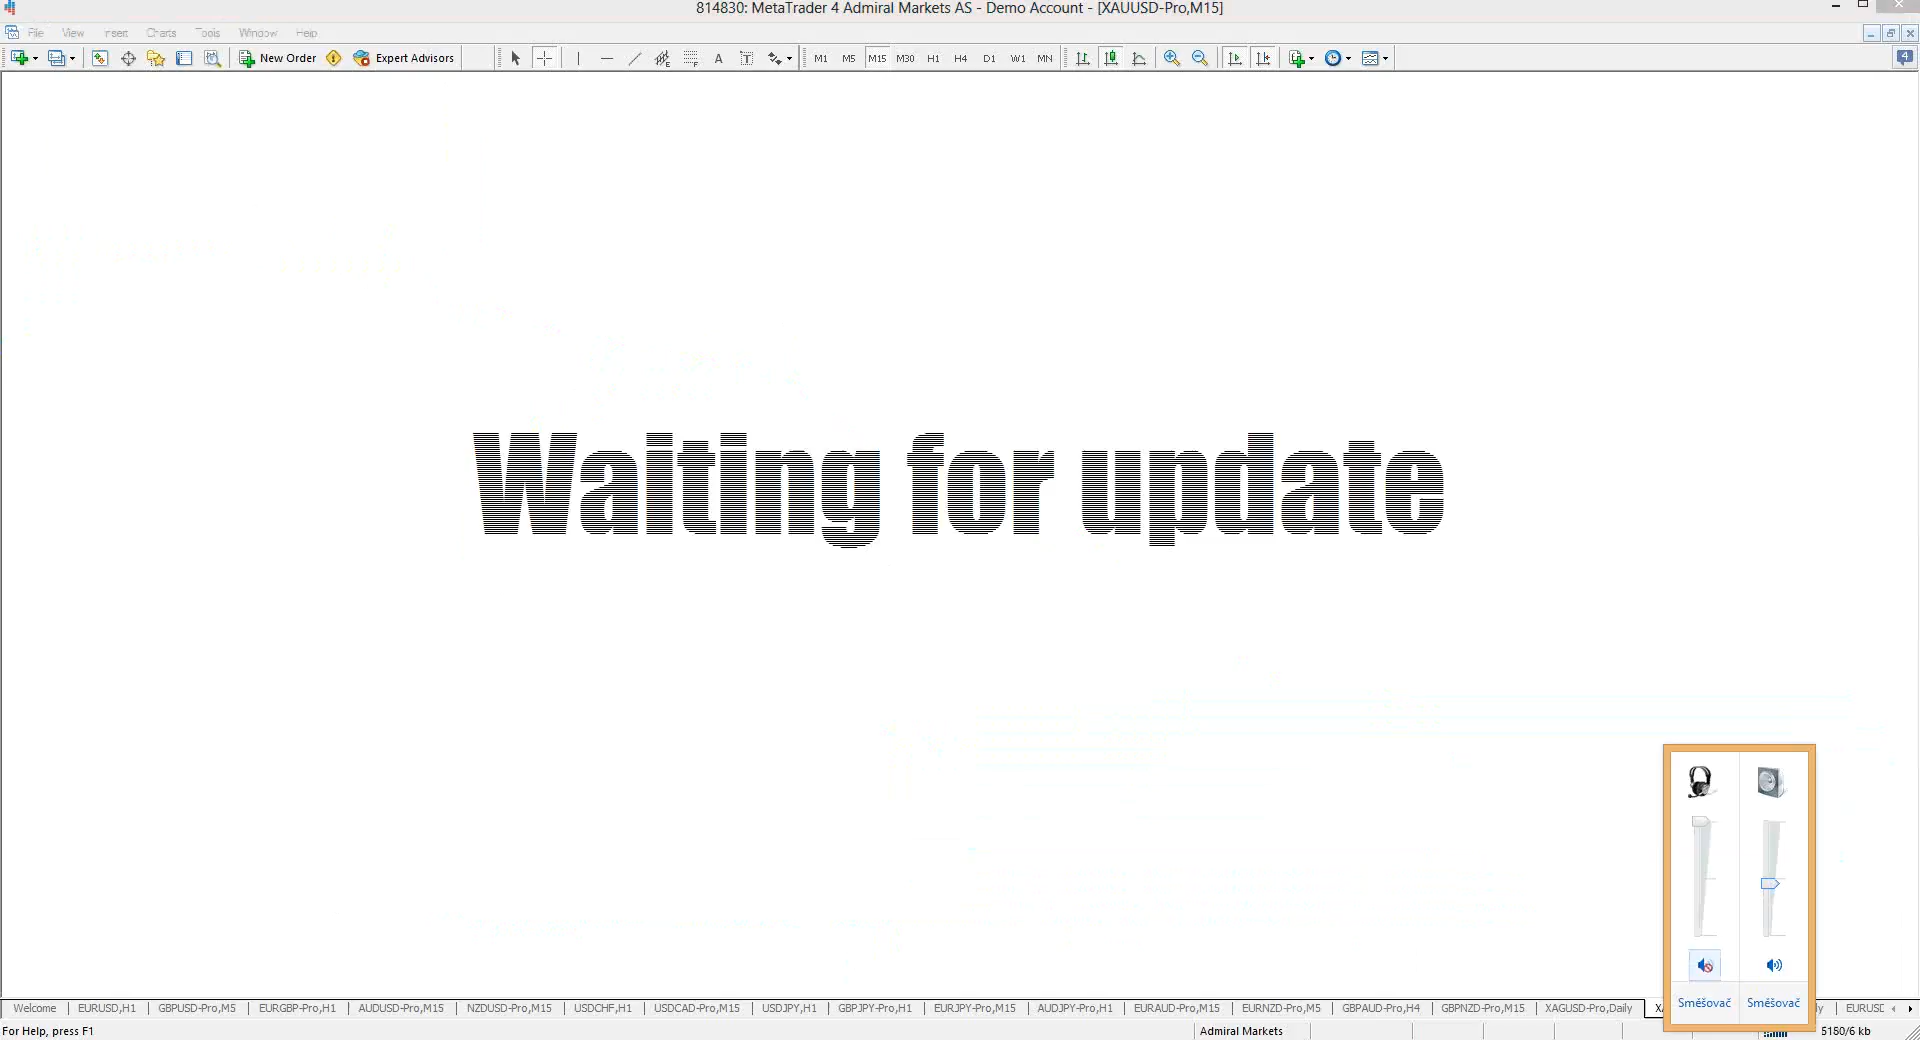 814830: MetaTrader 4 Admiral Markets AS - Demo Account - [XAUUSD-Pro,M15]
File View Insert Charts Tools Window Help
New Order Expert Advisors A T M1 M5 M15 M30 H1 H4 D1 W1 MN 4
Waiting for update
Směšovač Směšovač
Welcome EURUSD,H1 GBPUSD-Pro,M5 EURGBP-Pro,H1 AUDUSD-Pro,M15 NZDUSD-Pro,M15 USDCHF,H1 USDCAD-Pro,M15 USDJPY,H1 GBPJPY-Pro,H1 EURJPY-Pro,M15 AUDJPY-Pro,H1 EURAUD-Pro,M15 EURNZD-Pro,M5 GBPAUD-Pro,H4 GBPNZD-Pro,M15 XAGUSD-Pro,Daily
For Help, press F1 Admiral Markets 5180/6 kb